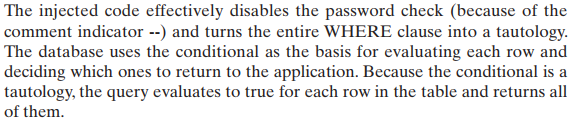 The injected code effectively disables the password check (because of the
comment indicator --) and turns the entire WHERE clause into a tautology.
The database uses the conditional as the basis for evaluating each row and
deciding which ones to return to the application. Because the conditional is a
tautology, the query evaluates to true for each row in the table and returns all
of them.